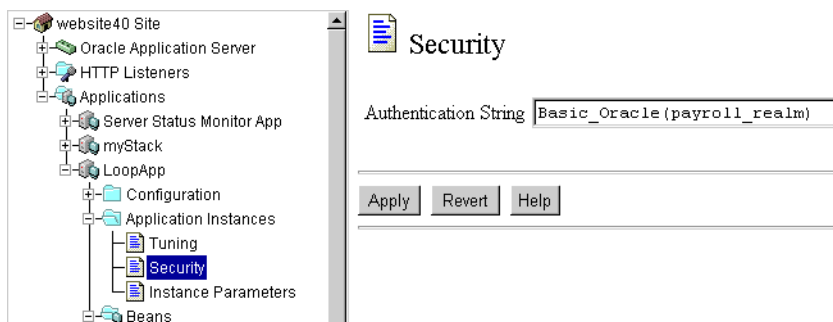 website40 Site
Oracle Application Server
HTTP Listeners
Applications
Server Status Monitor App
myStack
LoopApp
Configuration
Application Instances
Tuning
Security
Instance Parameters
Beans
Security
Authentication String Basic_Oracle(payroll_realm)
Apply Revert Help